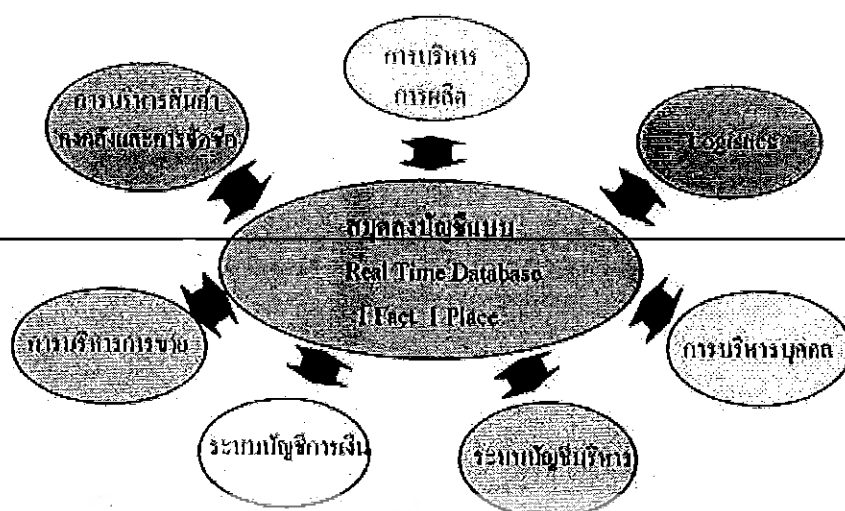 การบริหาร
การผลิต
การบริหารสินค้า
คงคลังและการจัดซื้อ
Logistics
สมุดลงบัญชีแบบ
Real Time Database
1 Fact 1 Place
การบริหารการขาย
การบริหารบุคคล
ระบบบัญชีการเงิน
ระบบบัญชีบริหาร